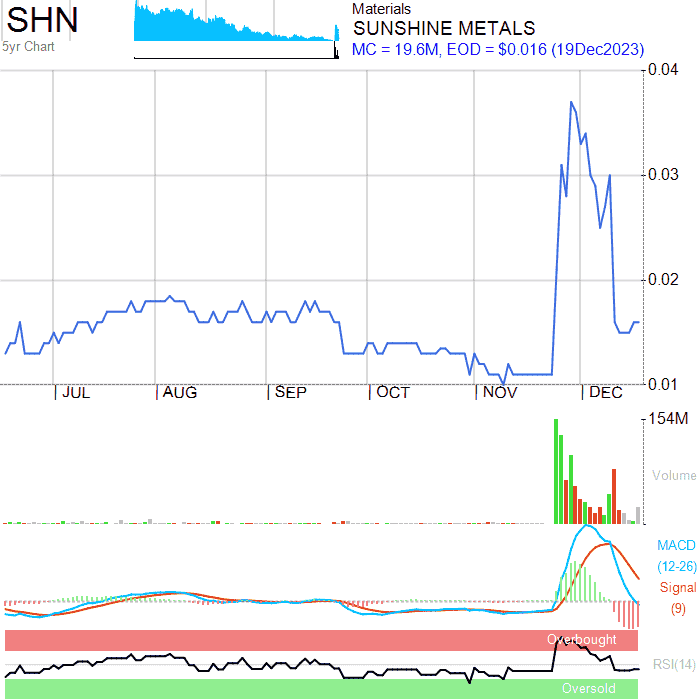 SHN
5yr Chart
Materials
SUNSHINE METALS
MC = 19.6M, EOD = $0.016 (19Dec2023)
0.04
0.03
0.02
0.01
JUL AUG SEP OCT NOV DEC
154M
Volume
MACD
(12-26)
Signal
(9)
Overbought
RSI(14)
Oversold